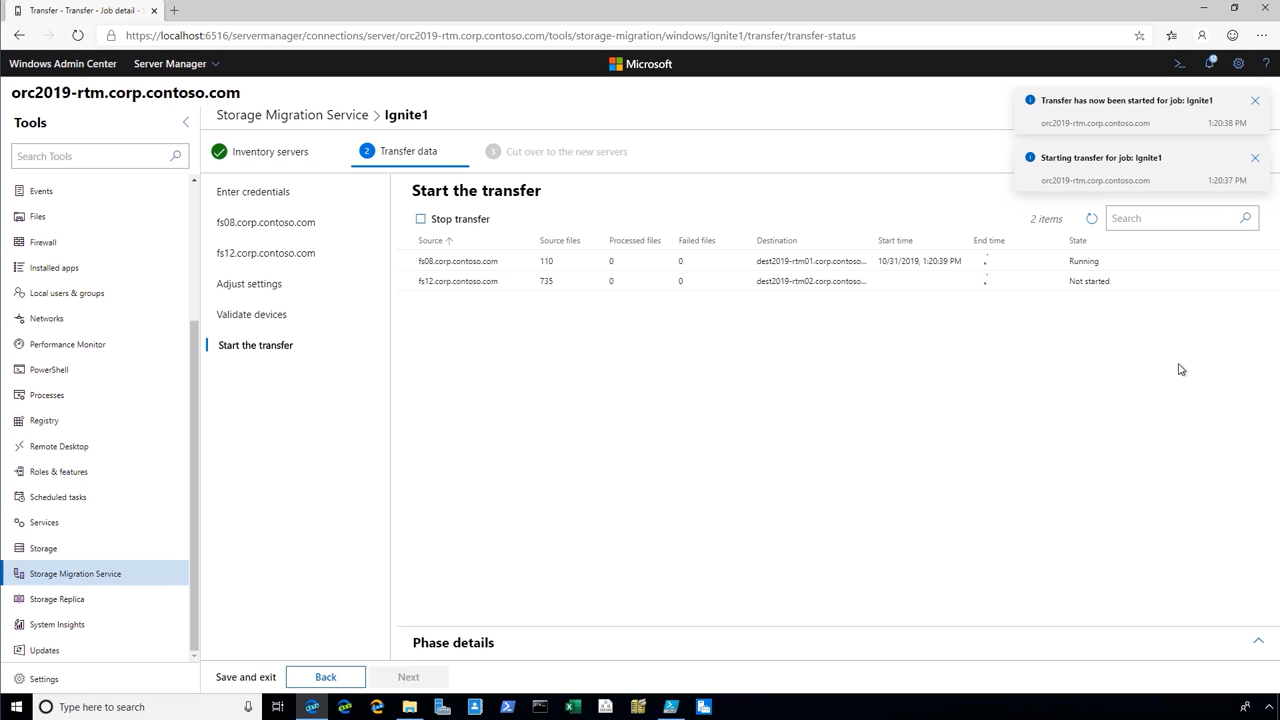 Transfer - Transfer - Job detail - S
https://localhost:6516/servermanager/connections/server/orc2019-rtm.corp.contoso.com/tools/storage-migration/windows/Ignite1/transfer/transfer-status
Windows Admin Center
Server Manager
Microsoft
orc2019-rtm.corp.contoso.com
Tools
Search Tools
Events
Files
Firewall
Installed apps
Local users & groups
Networks
Performance Monitor
PowerShell
Processes
Registry
Remote Desktop
Roles & features
Scheduled tasks
Services
Storage
Storage Migration Service
Storage Replica
System Insights
Updates
Settings
Storage Migration Service > Ignite1
Inventory servers
2 Transfer data
3 Cut over to the new servers
Enter credentials
fs08.corp.contoso.com
fs12.corp.contoso.com
Adjust settings
Validate devices
Start the transfer
Start the transfer
Stop transfer
2 items
Search
Source Source files Processed files Failed files Destination Start time End time State
fs08.corp.contoso.com 110 0 0 dest2019-rtm01.corp.contoso... 10/31/2019, 1:20:39 PM Running
fs12.corp.contoso.com 735 0 0 dest2019-rtm02.corp.contoso... Not started
Transfer has now been started for job: Ignite1
orc2019-rtm.corp.contoso.com 1:20:38 PM
Starting transfer for job: Ignite1
orc2019-rtm.corp.contoso.com 1:20:37 PM
Phase details
Save and exit
Back
Next
Type here to search